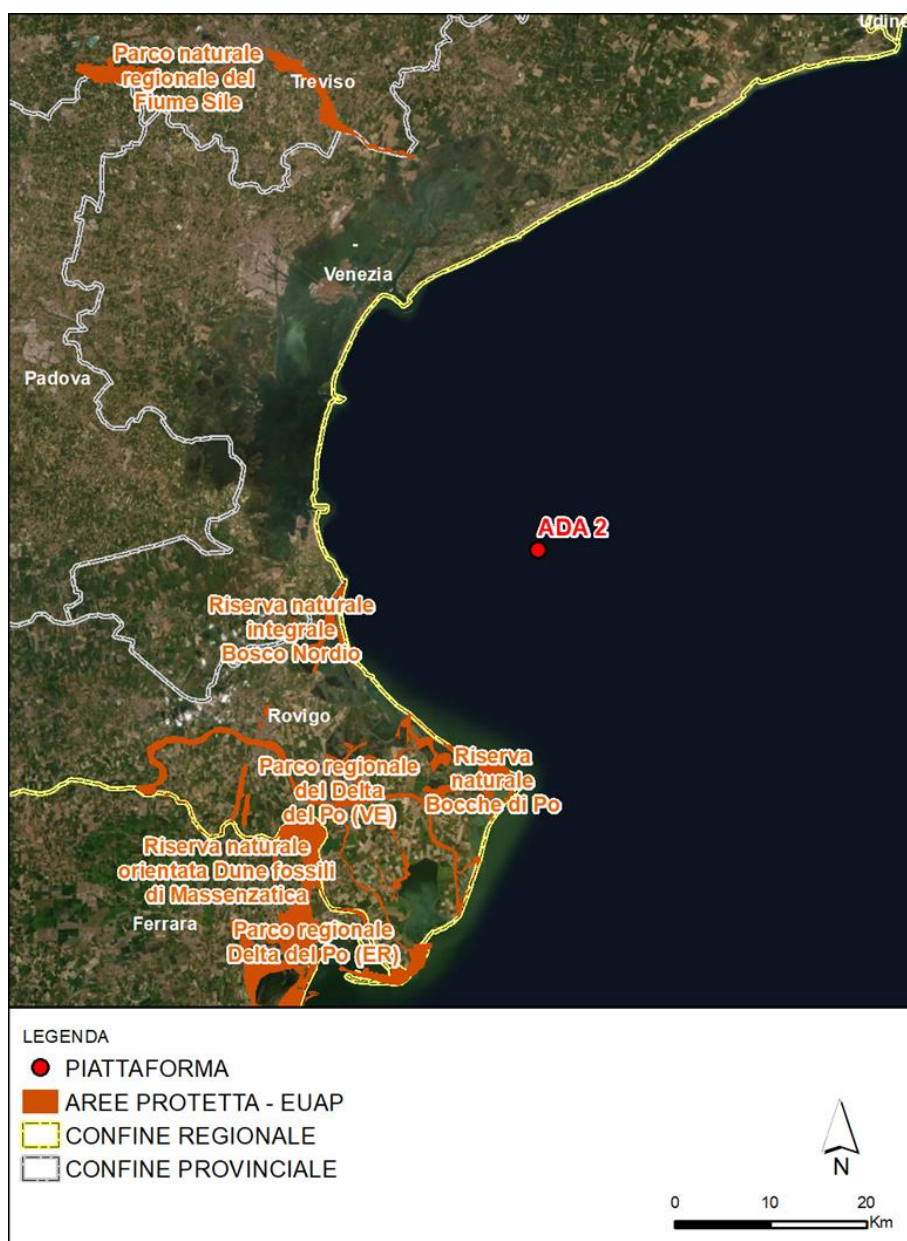 Udine
Parco naturale
regionale del
Fiume Sile
Treviso
Venezia
Padova
ADA 2
Riserva naturale
integrale
Bosco Nordio
Rovigo
Parco regionale
del Delta
del Po (VE)
Riserva
naturale
Bocche di Po
Riserva naturale
orientata Dune fossili
di Massenzatica
Ferrara
Parco regionale
Delta del Po (ER)
LEGENDA
PIATTAFORMA
AREE PROTETTA - EUAP
CONFINE REGIONALE
CONFINE PROVINCIALE
N
0 10 20
Km